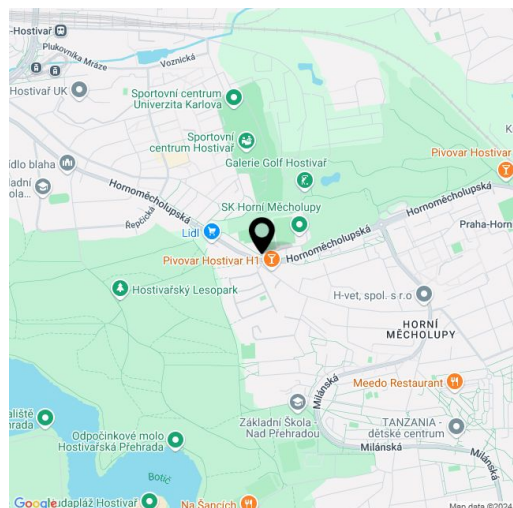 -Hostivař
Plukovníka Mráze
Voznická
Hostivař UK
Sportovní centrum
Univerzita Karlova
Sportovní
centrum Hostivař
Galerie Golf Hostivař
Pivovar Hostivar
ídlo blaha
Hornoměcholupská
Řepčická
SK Horní Měcholupy
Hornoměcholupská
Praha-Horn
Lidl
Pivovar Hostivar H1
Hornoměcholupská
Hostivařský Lesopark
H-vet, spol. s r.o
HORNÍ
MĚCHOLUPY
Milánská
Meedo Restaurant
Základní Škola -
Nad Přehradou
TANZANIA -
dětské centrum
Milánská
Milánská
Odpočinkové molo
Hostivařská Přehrada
Botič
Na Šancích
Google
udapláž Hostivař
Map data ©2024